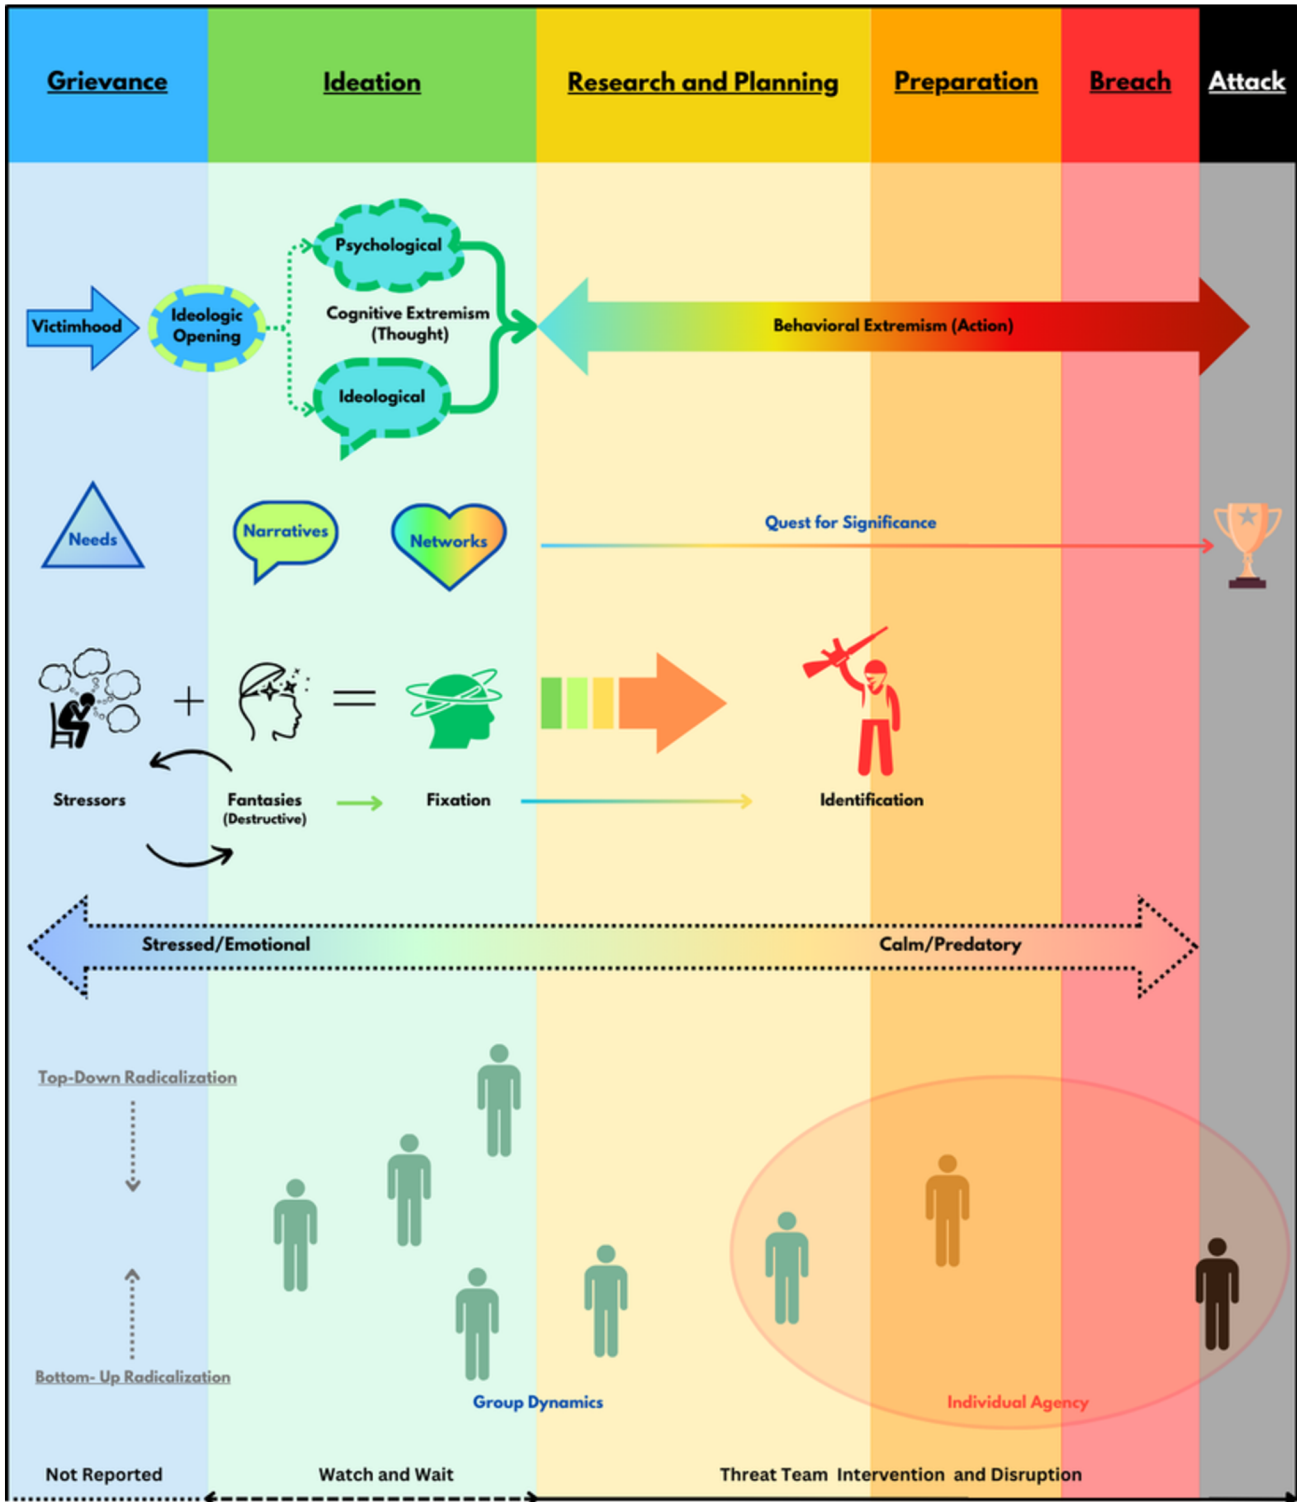 Grievance
Ideation
Research and Planning
Preparation
Breach
Attack
Victimhood
Ideologic
Opening
Psychological
Cognitive Extremism
(Thought)
Ideological
Behavioral Extremism (Action)
Needs
Narratives
Networks
Quest for Significance
+
=
Stressors
Fantasies
(Destructive)
Fixation
Identification
Stressed/Emotional
Calm/Predatory
Top-Down Radicalization
Bottom- Up Radicalization
Group Dynamics
Individual Agency
Not Reported
Watch and Wait
Threat Team Intervention and Disruption